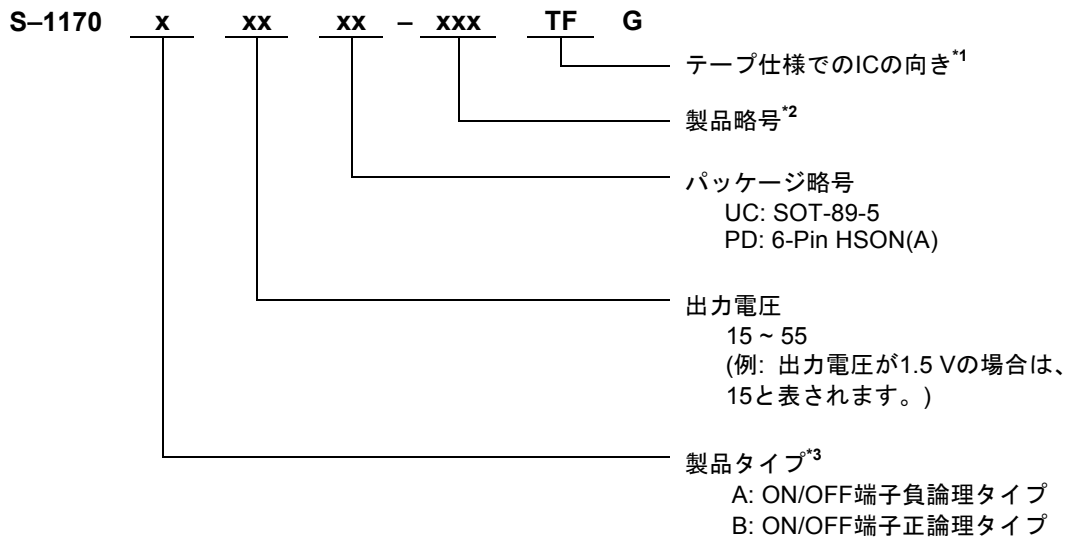 S–1170 x xx xx – xxx TF G
テープ仕様でのICの向き*1
製品略号*2
パッケージ略号
UC: SOT-89-5
PD: 6-Pin HSON(A)
出力電圧
15 ~ 55
(例: 出力電圧が1.5 Vの場合は、
15と表されます。)
製品タイプ*3
A: ON/OFF端子負論理タイプ
B: ON/OFF端子正論理タイプ